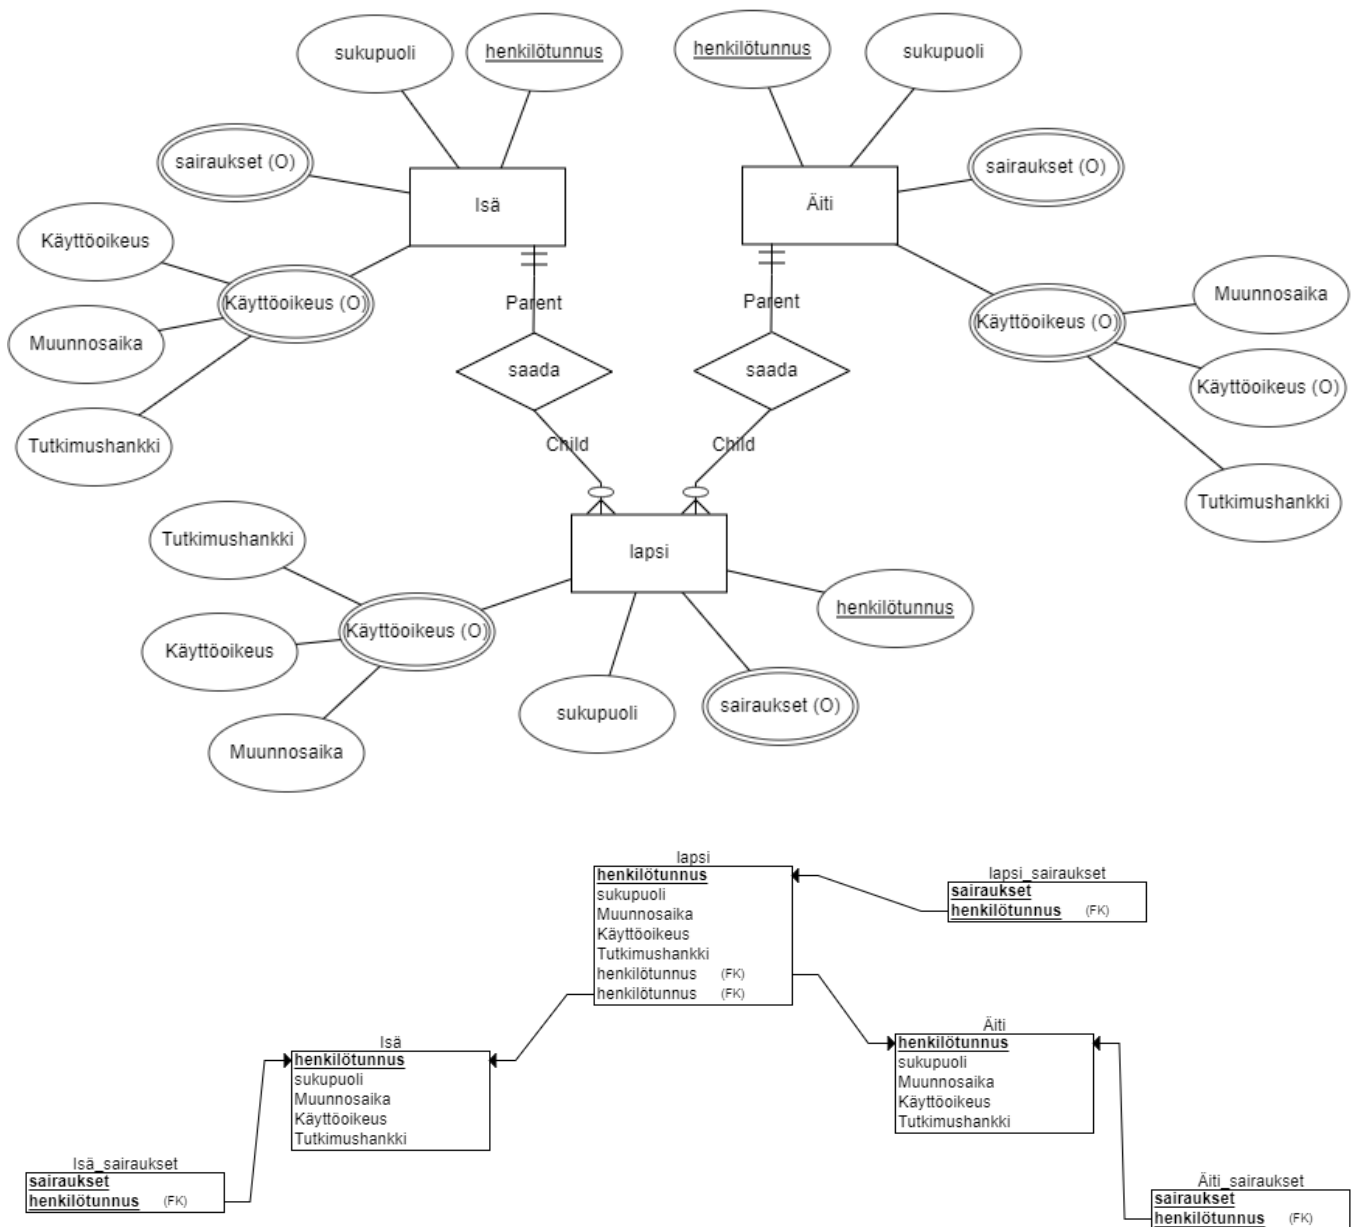 sukupuoli
henkilötunnus
henkilötunnus
sukupuoli
sairaukset (O)
sairaukset (O)
Isä
Äiti
Käyttöoikeus
Käyttöoikeus (O)
Muunnosaika
Tutkimushankki
Parent
Parent
Muunnosaika
Käyttöoikeus (O)
Käyttöoikeus (O)
Tutkimushankki
saada
saada
Child
Child
lapsi
Tutkimushankki
Käyttöoikeus (O)
Käyttöoikeus
Muunnosaika
henkilötunnus
sukupuoli
sairaukset (O)
lapsi
henkilötunnus
sukupuoli
Muunnosaika
Käyttöoikeus
Tutkimushankki
henkilötunnus (FK)
henkilötunnus (FK)
lapsi_sairaukset
sairaukset
henkilötunnus (FK)
Isä
henkilötunnus
sukupuoli
Muunnosaika
Käyttöoikeus
Tutkimushankki
Äiti
henkilötunnus
sukupuoli
Muunnosaika
Käyttöoikeus
Tutkimushankki
Isä_sairaukset
sairaukset
henkilötunnus (FK)
Äiti_sairaukset
sairaukset
henkilötunnus (FK)